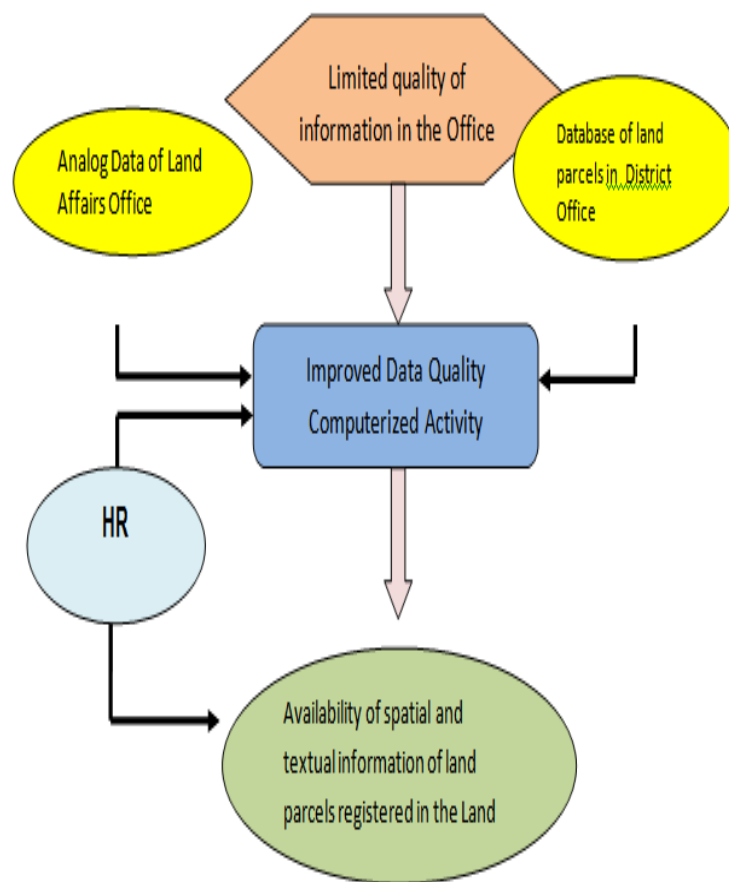 Limited quality of
information in the Office
Analog Data of Land
Affairs Office
Database of land
parcels in District
Office
Improved Data Quality
Computerized Activity
HR
Availability of spatial and
textual information of land
parcels registered in the Land